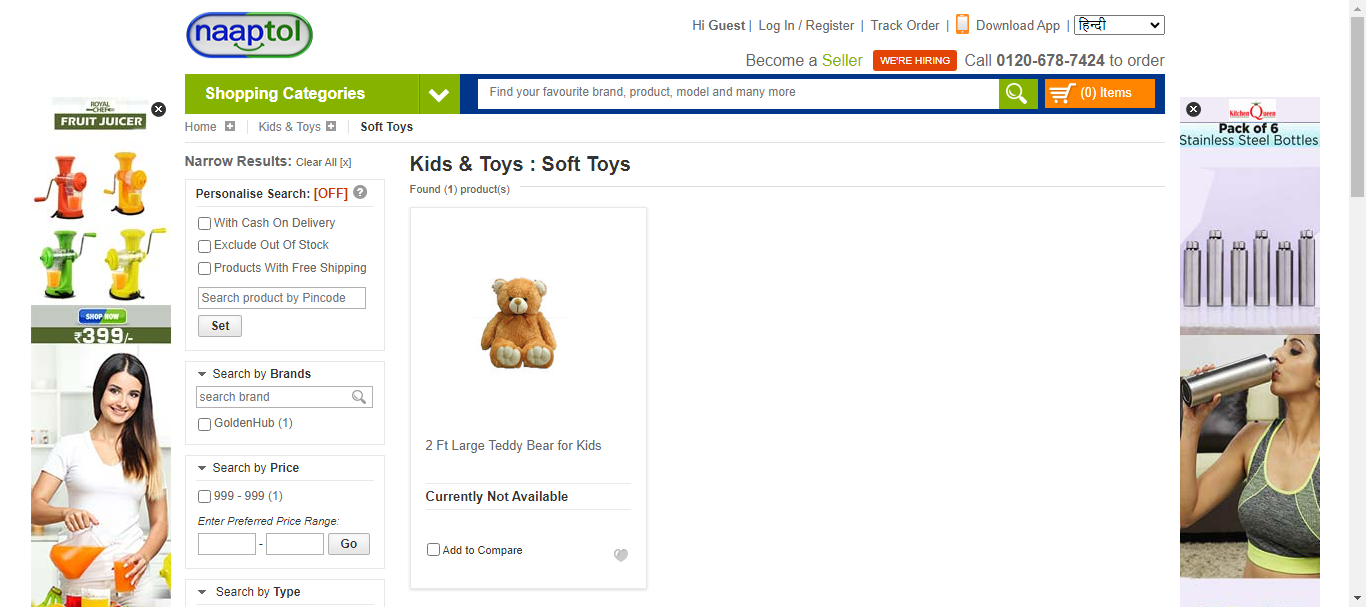 naaptol
Hi Guest | Log In / Register | Track Order | Download App | हिन्दी
Become a Seller WE'RE HIRING Call 0120-678-7424 to order
Shopping Categories
Find your favourite brand, product, model and many more
(0) Items
Home Kids & Toys Soft Toys
ROYAL
CHEF
FRUIT JUICER
SHOP NOW
₹399/-
Narrow Results: Clear All [x]
Personalise Search: [OFF] ?
With Cash On Delivery
Exclude Out Of Stock
Products With Free Shipping
Search product by Pincode
Set
Search by Brands
search brand
GoldenHub (1)
Search by Price
999 - 999 (1)
Enter Preferred Price Range:
- Go
Search by Type
Kids & Toys : Soft Toys
Found (1) product(s)
2 Ft Large Teddy Bear for Kids
Currently Not Available
Add to Compare
Kitchen Queen
Pack of 6
Stainless Steel Bottles